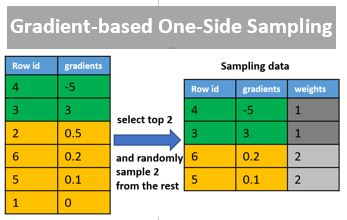 Gradient-based One-Side Sampling
Row id gradients
4 -5
3 3
2 0.5
6 0.2
5 0.1
1 0
select top 2
and randomly
sample 2
from the rest
Sampling data
Row id gradients weights
4 -5 1
3 3 1
6 0.2 2
5 0.1 2